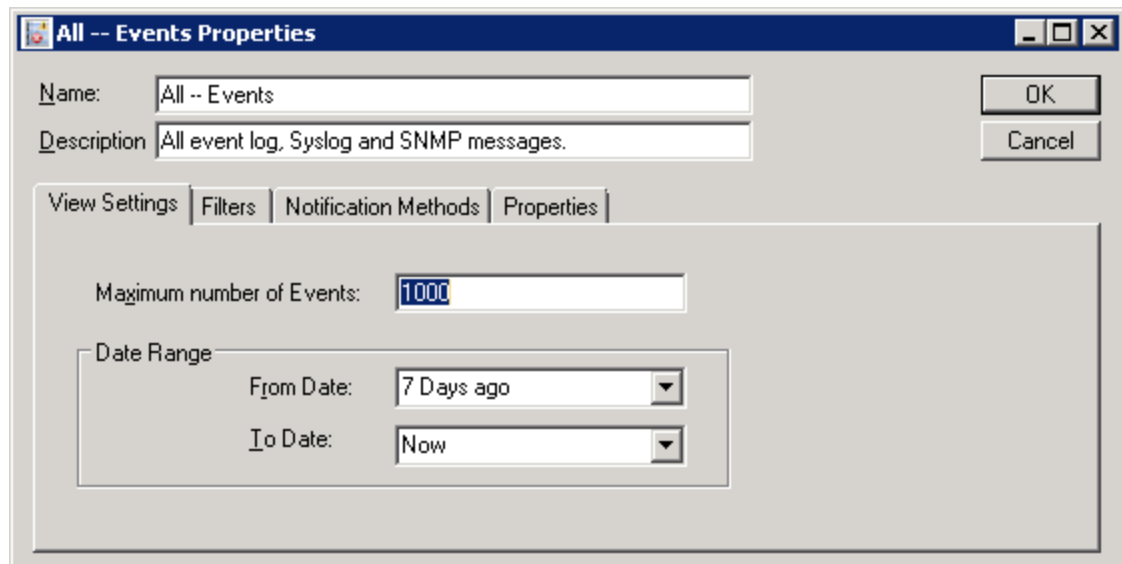 All -- Events Properties
Name: All -- Events OK
Description All event log, Syslog and SNMP messages. Cancel
View Settings Filters Notification Methods Properties
Maximum number of Events: 1000
Date Range
From Date: 7 Days ago
To Date: Now